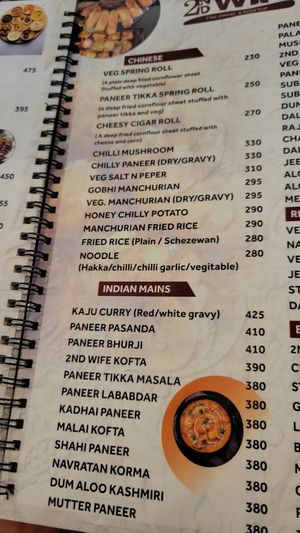 2ND WIFE
475
395
450
450
CHINESE
VEG SPRING ROLL 230
(A plain deep fried cornflower sheet
Stuffed with vegetable)
PANEER TIKKA SPRING ROLL 250
(a deep fried cornflour sheet stuffed with
paneer tikka and veg)
CHEESY CIGAR ROLL 270
(A deep fried cornflour sheet stuffed with
cheese and corn)
CHILLI MUSHROOM 330
CHILLY PANEER (DRY/GRAVY) 330
VEG SALT N PEPER 310
GOBHI MANCHURIAN 295
VEG. MANCHURIAN (DRY/GRAVY) 295
HONEY CHILLY POTATO 290
MANCHURIAN FRIED RICE 290
FRIED RICE (Plain / Schezewan) 280
NOODLE 280
(Hakka/chilli/chilli garlic/vegitable)
INDIAN MAINS
KAJU CURRY (Red/white gravy) 425
PANEER PASANDA 410
PANEER BHURJI 410
2ND WIFE KOFTA 390
PANEER TIKKA MASALA 380
PANEER LABABDAR 380
KADHAI PANEER 380
MALAI KOFTA 380
SHAHI PANEER 380
NAVRATAN KORMA 380
DUM ALOO KASHMIRI 380
MUTTER PANEER 380